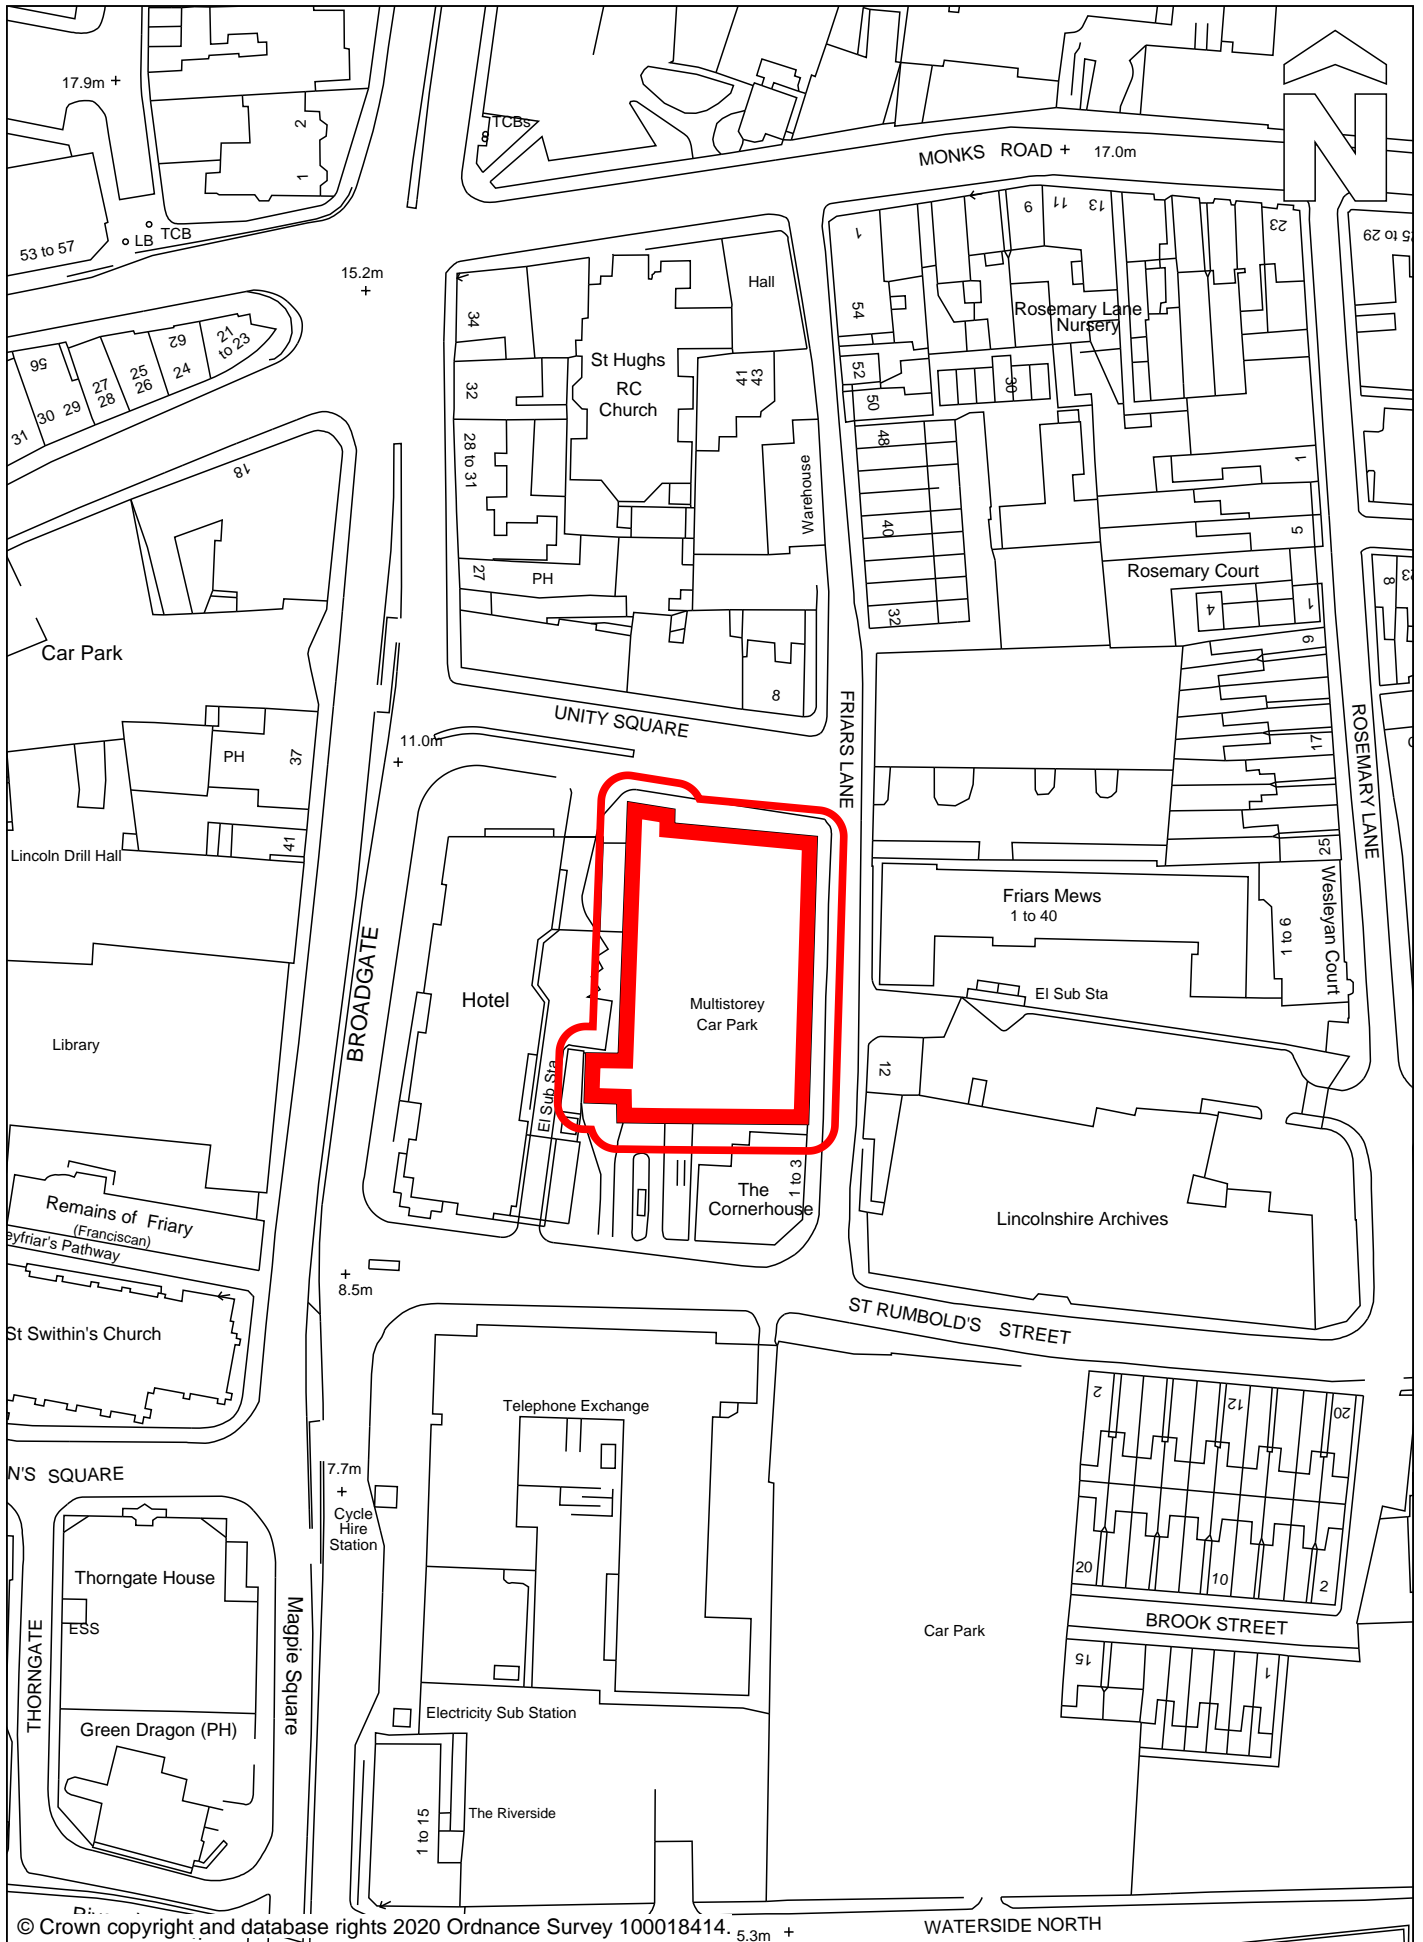 17.9m
2
1
TCBs
MONKS ROAD
17.0m
N
53 to 57
LB
TCB
15.2m
34
Hall
1
9
11
13
23
25 to 29
54
Rosemary Lane
Nursery
21
to 23
62
24
25
26
27
28
56
29
30
31
St Hughs
RC
Church
32
41
43
52
50
30
18
28 to 31
Warehouse
48
40
32
1
5
27
PH
Rosemary Court
4
1
8
23
6
Car Park
8
UNITY SQUARE
FRIARS LANE
ROSEMARY LANE
17
25
11.0m
PH
37
41
Lincoln Drill Hall
BROADGATE
Friars Mews
1 to 40
1 to 6
Wesleyan Court
Hotel
Multistorey
Car Park
El Sub Sta
Library
El Sub Sta
12
1 to 3
The
Cornerhouse
Lincolnshire Archives
Remains of Friary
(Franciscan)
eyfriar's Pathway
8.5m
St Swithin's Church
ST RUMBOLD'S STREET
Telephone Exchange
2
12
20
N'S SQUARE
7.7m
Cycle
Hire
Station
Thorngate House
ESS
THORNGATE
Magpie Square
20
10
2
BROOK STREET
Car Park
15
1
Electricity Sub Station
Green Dragon (PH)
The Riverside
1 to 15
© Crown copyright and database rights 2020 Ordnance Survey 100018414.
5.3m
WATERSIDE NORTH